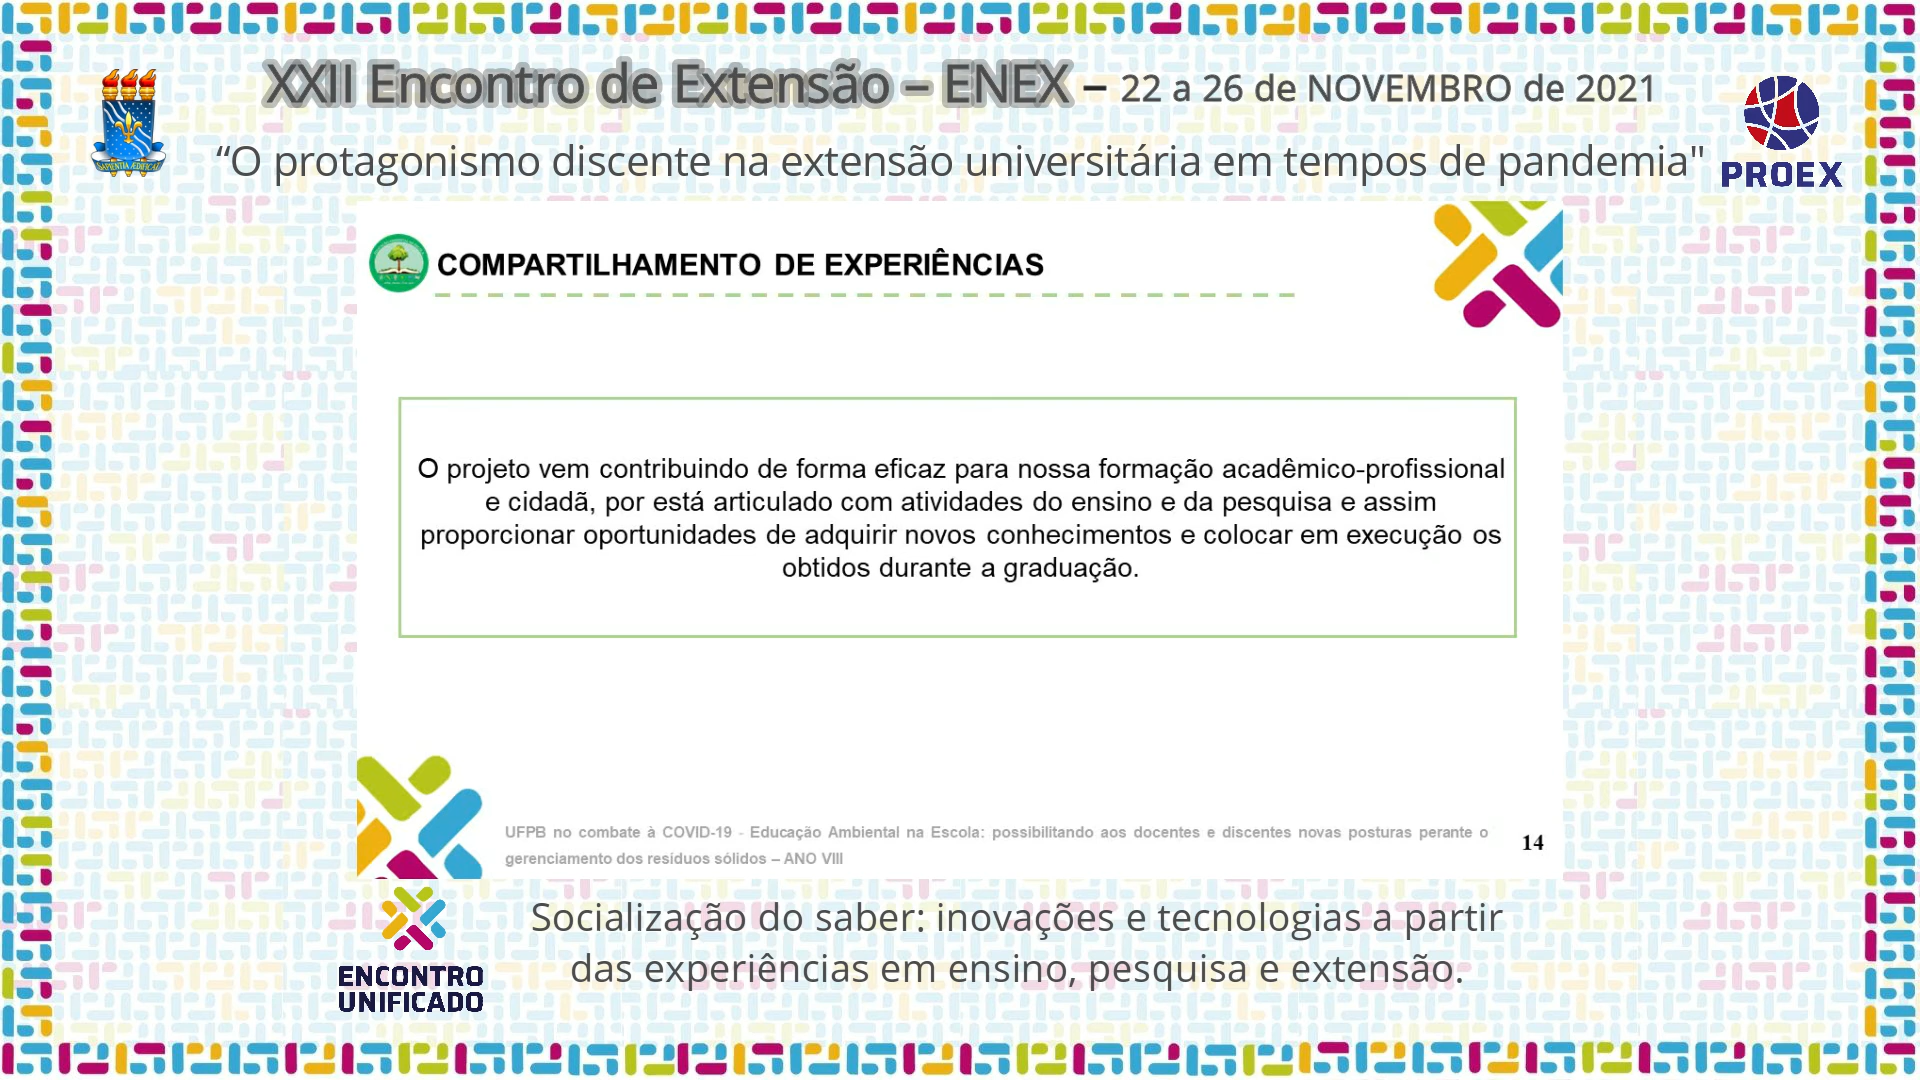 XXII Encontro de Extensão – ENEX – 22 a 26 de NOVEMBRO de 2021
“O protagonismo discente na extensão universitária em tempos de pandemia"
PROEX
COMPARTILHAMENTO DE EXPERIÊNCIAS
O projeto vem contribuindo de forma eficaz para nossa formação acadêmico-profissional
e cidadã, por está articulado com atividades do ensino e da pesquisa e assim
proporcionar oportunidades de adquirir novos conhecimentos e colocar em execução os
obtidos durante a graduação.
UFPB no combate à COVID-19 - Educação Ambiental na Escola: possibilitando aos docentes e discentes novas posturas perante o
gerenciamento dos resíduos sólidos – ANO VIII
14
ENCONTRO
UNIFICADO
Socialização do saber: inovações e tecnologias a partir
das experiências em ensino, pesquisa e extensão.